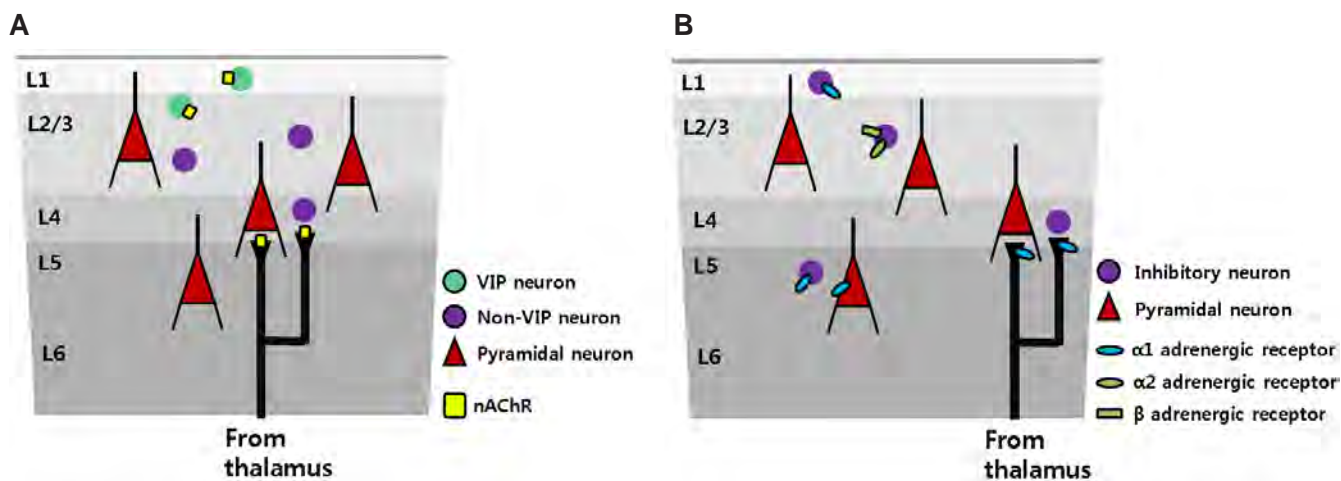 A
L1
L2/3
L4
L5
L6
From
thalamus
VIP neuron
Non-VIP neuron
Pyramidal neuron
nAChR
B
L1
L2/3
L4
L5
L6
From
thalamus
Inhibitory neuron
Pyramidal neuron
α1 adrenergic receptor
α2 adrenergic receptor
β adrenergic receptor